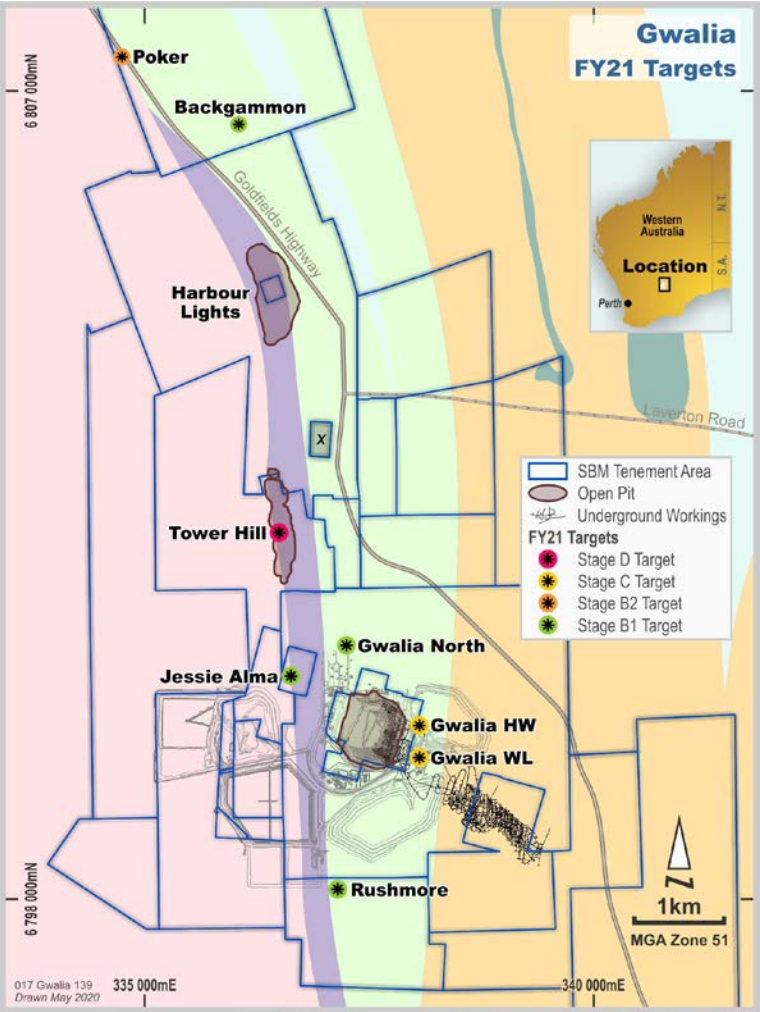 Gwalia
FY21 Targets
Poker
6 807 000mN
Backgammon
Goldfields Highway
Western
Australia
N.T.
S.A.
Location
Perth
Harbour
Lights
Laverton Road
X
SBM Tenement Area
Open Pit
Underground Workings
FY21 Targets
Stage D Target
Stage C Target
Stage B2 Target
Stage B1 Target
Tower Hill
Gwalia North
Jessie Alma
Gwalia HW
Gwalia WL
Rushmore
6 798 000mN
N
1km
MGA Zone 51
017 Gwalia 139
Drawn May 2020
335 000mE
340 000mE